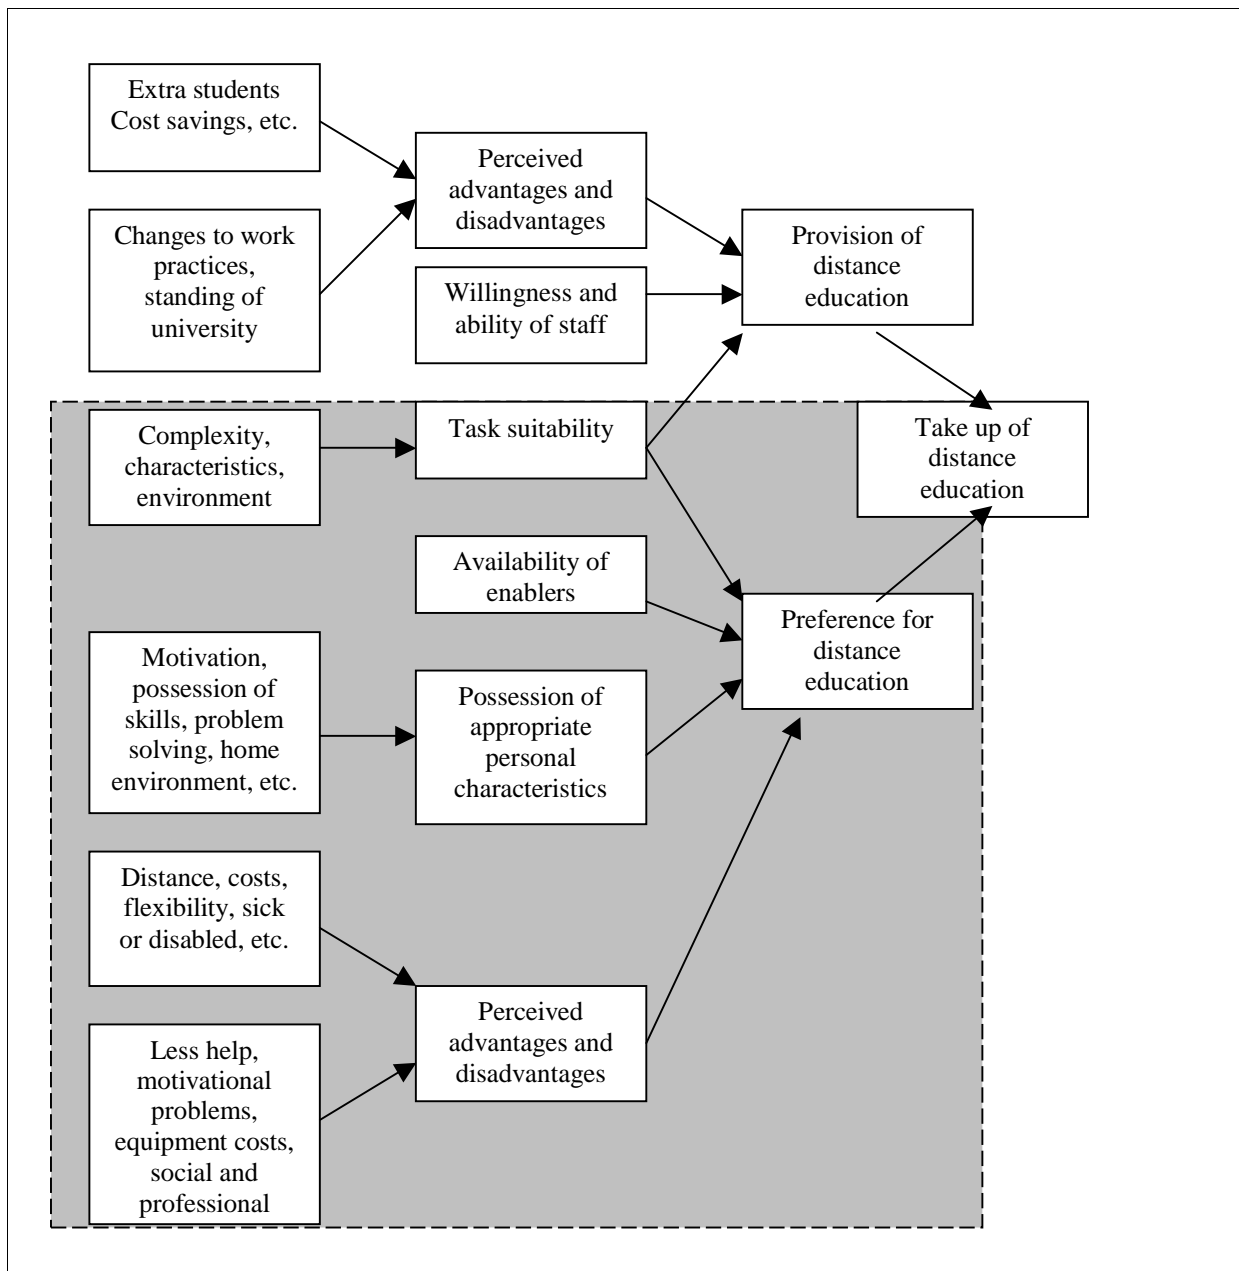 Extra students
Cost savings, etc.
Perceived
advantages and
disadvantages
Changes to work
practices,
standing of
university
Provision of
distance
education
Willingness and
ability of staff
Complexity,
characteristics,
environment
Task suitability
Take up of
distance
education
Availability of
enablers
Preference for
distance
education
Motivation,
possession of
skills, problem
solving, home
environment, etc.
Possession of
appropriate
personal
characteristics
Distance, costs,
flexibility, sick
or disabled, etc.
Perceived
advantages and
disadvantages
Less help,
motivational
problems,
equipment costs,
social and
professional